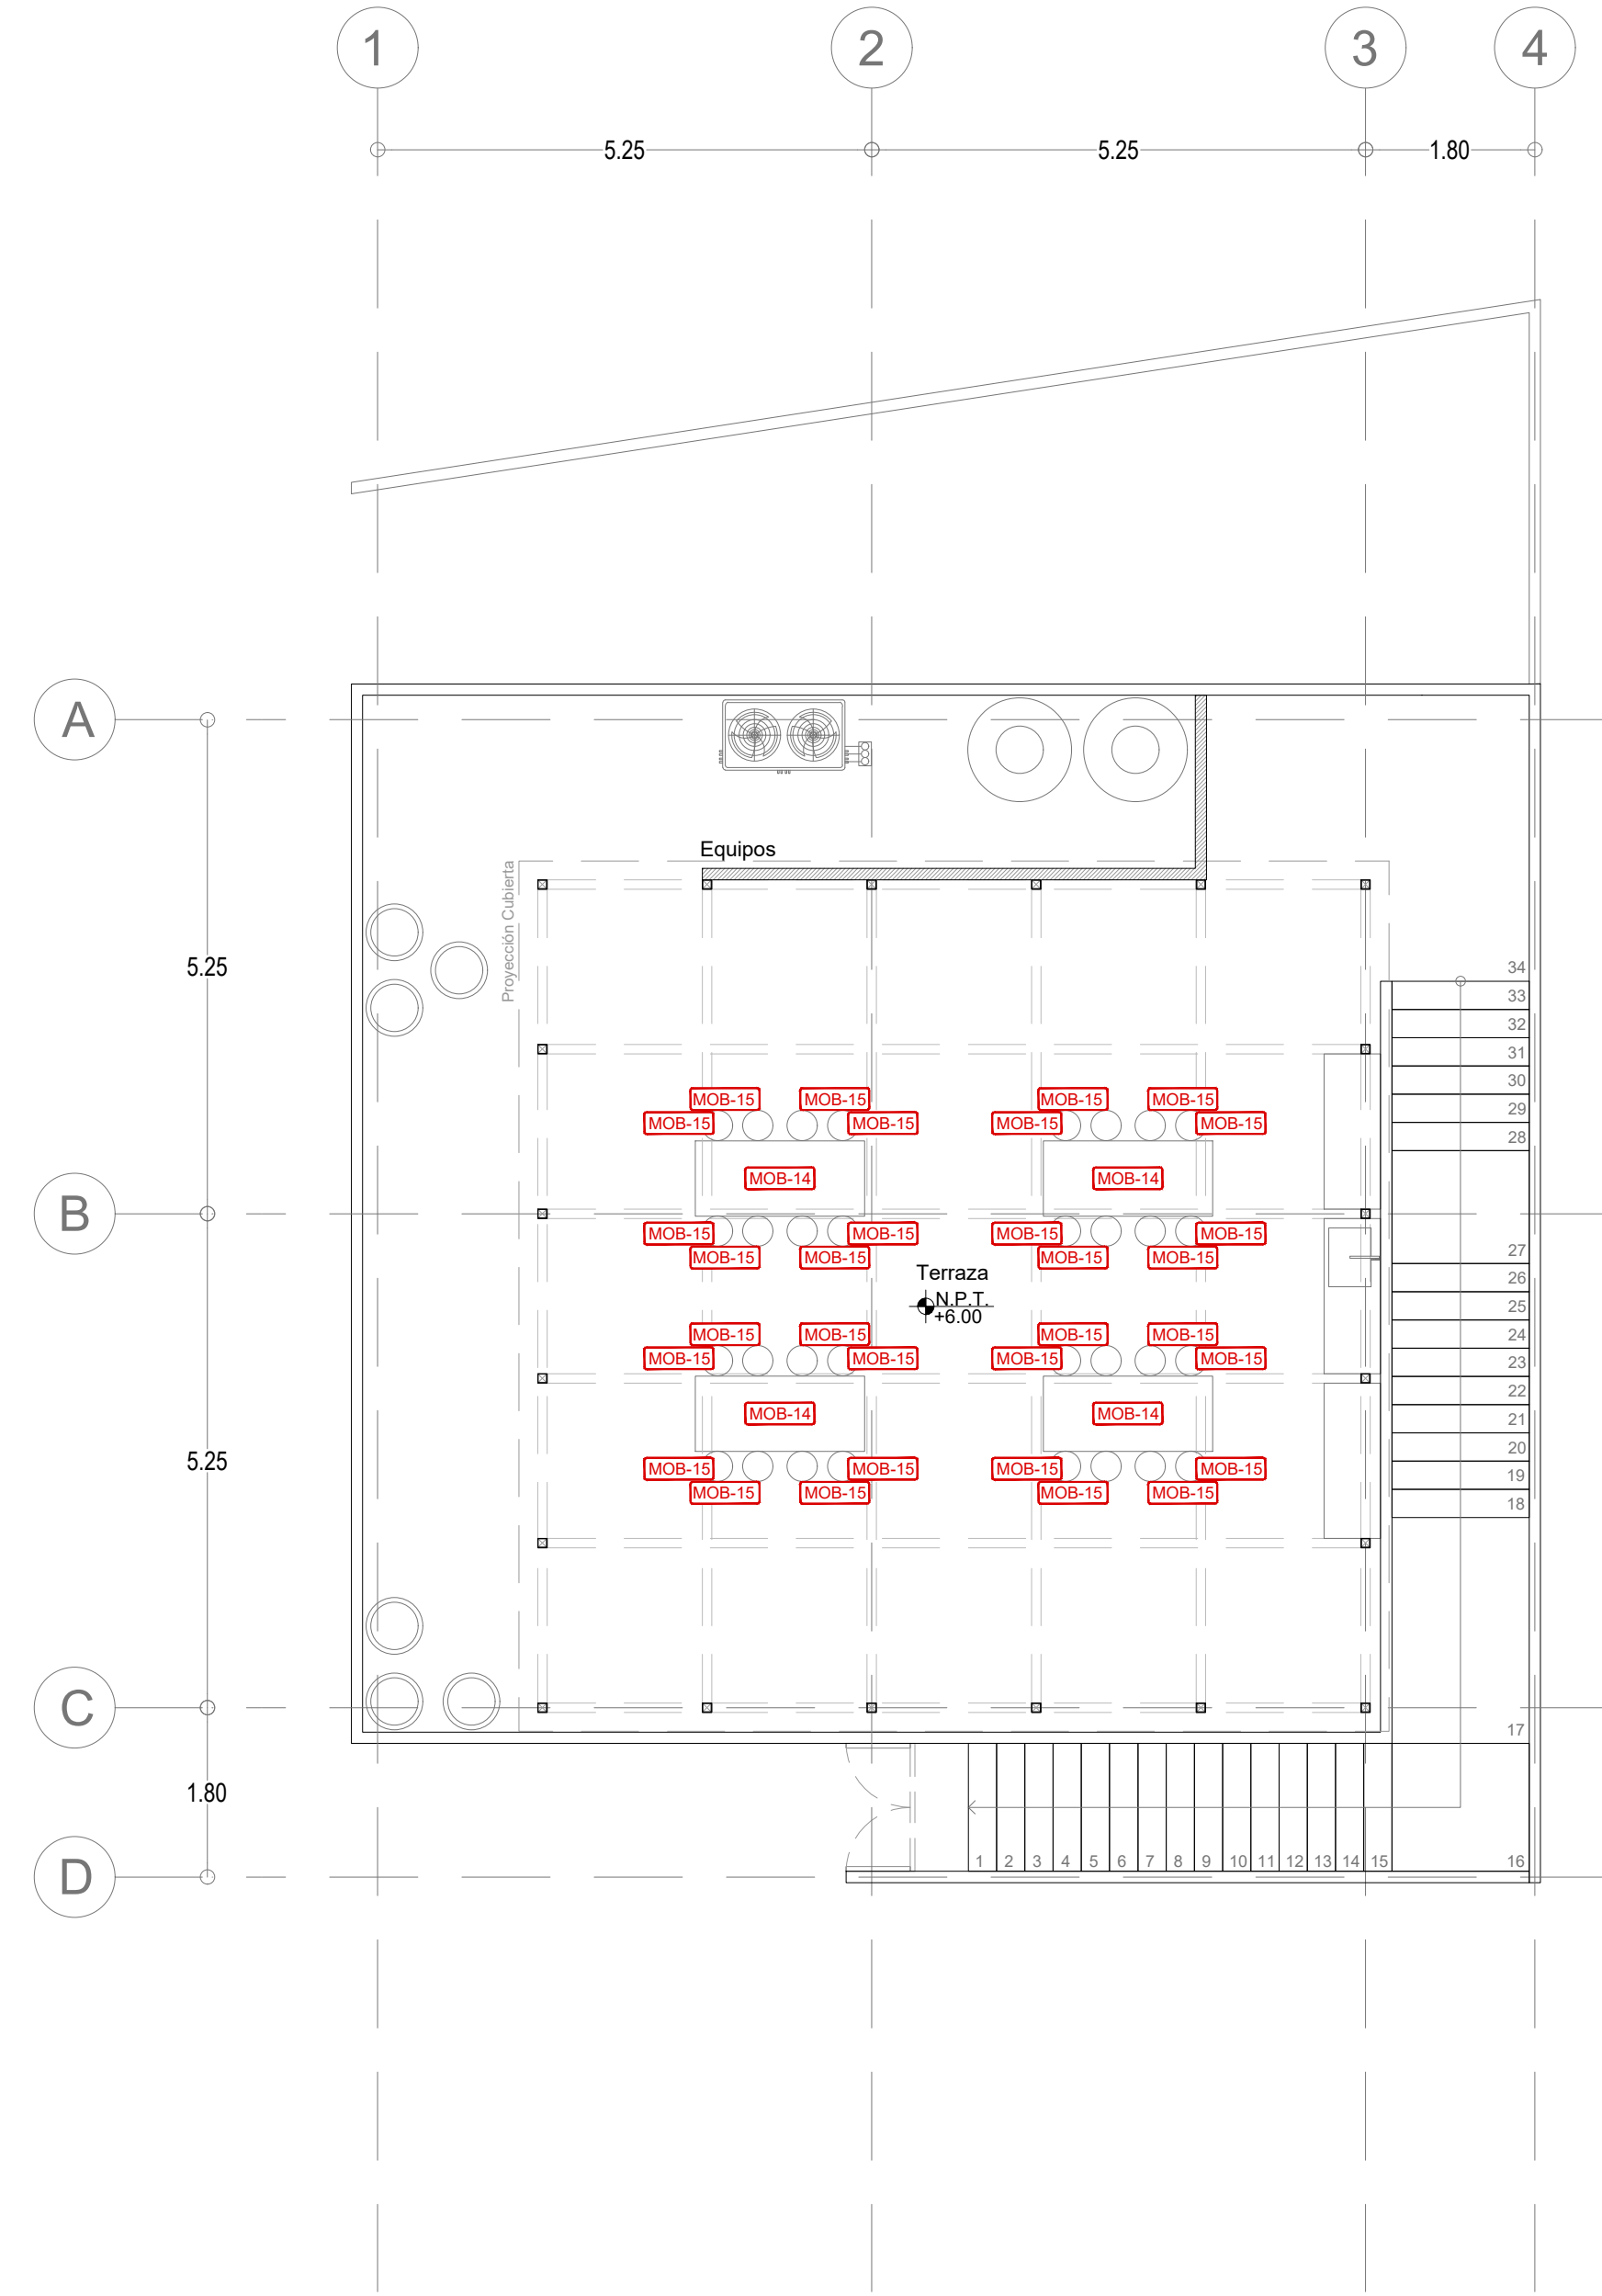 1 2 3 4
5.25 5.25 1.80
A
Equipos
Proyección Cubierta
5.25
34
33
32
31
30
29
28
MOB-15 MOB-15 MOB-15 MOB-15
MOB-15 MOB-15 MOB-15 MOB-15
MOB-14 MOB-14
B
MOB-15 MOB-15 MOB-15 MOB-15
MOB-15 MOB-15 MOB-15 MOB-15
27
26
25
24
23
22
21
20
19
18
Terraza
N.P.T.
+6.00
MOB-15 MOB-15 MOB-15 MOB-15
MOB-15 MOB-15 MOB-15 MOB-15
MOB-14 MOB-14
5.25
MOB-15 MOB-15 MOB-15 MOB-15
MOB-15 MOB-15 MOB-15 MOB-15
C
17
1.80
1 2 3 4 5 6 7 8 9 10 11 12 13 14 15 16
D